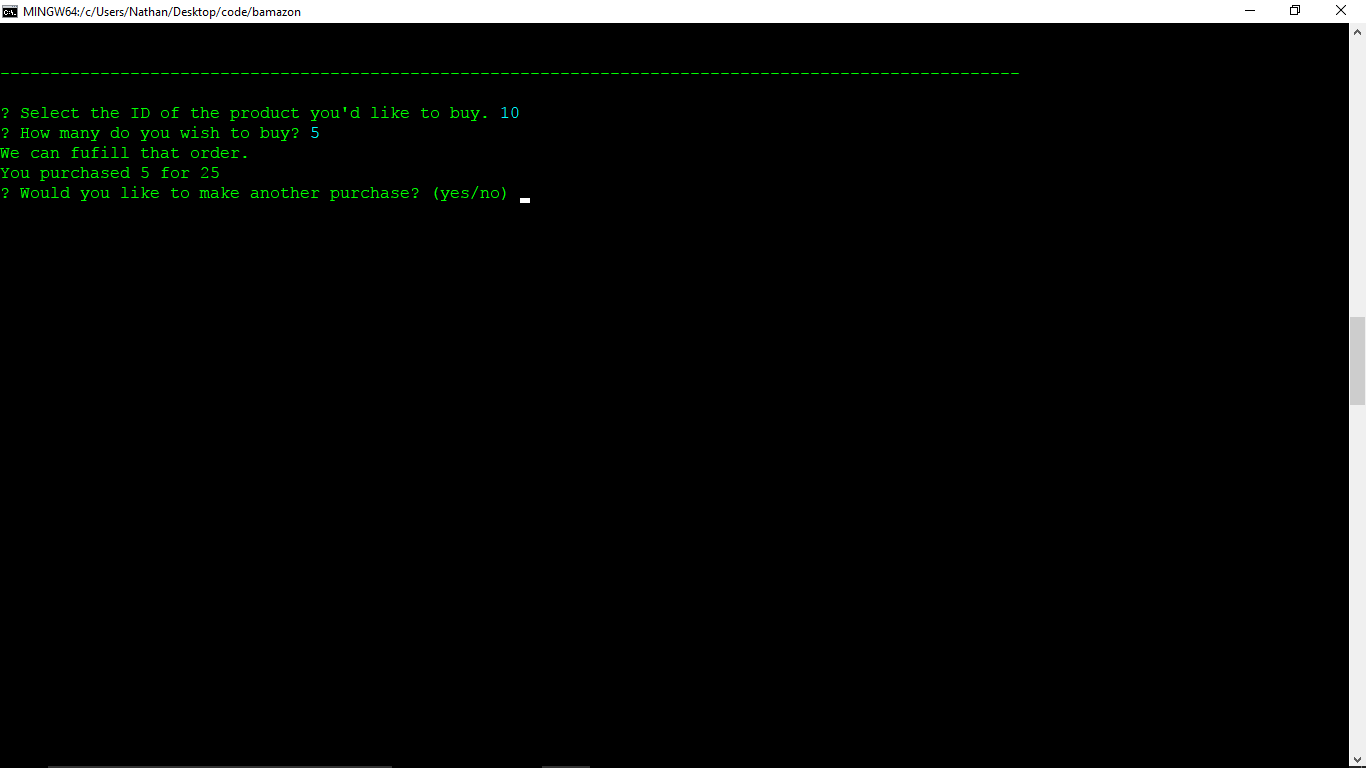 MINGW64:/c/Users/Nathan/Desktop/code/bamazon
------------------------------------------------------------------------------------------------------
? Select the ID of the product you'd like to buy. 10
? How many do you wish to buy? 5
We can fufill that order.
You purchased 5 for 25
? Would you like to make another purchase? (yes/no)